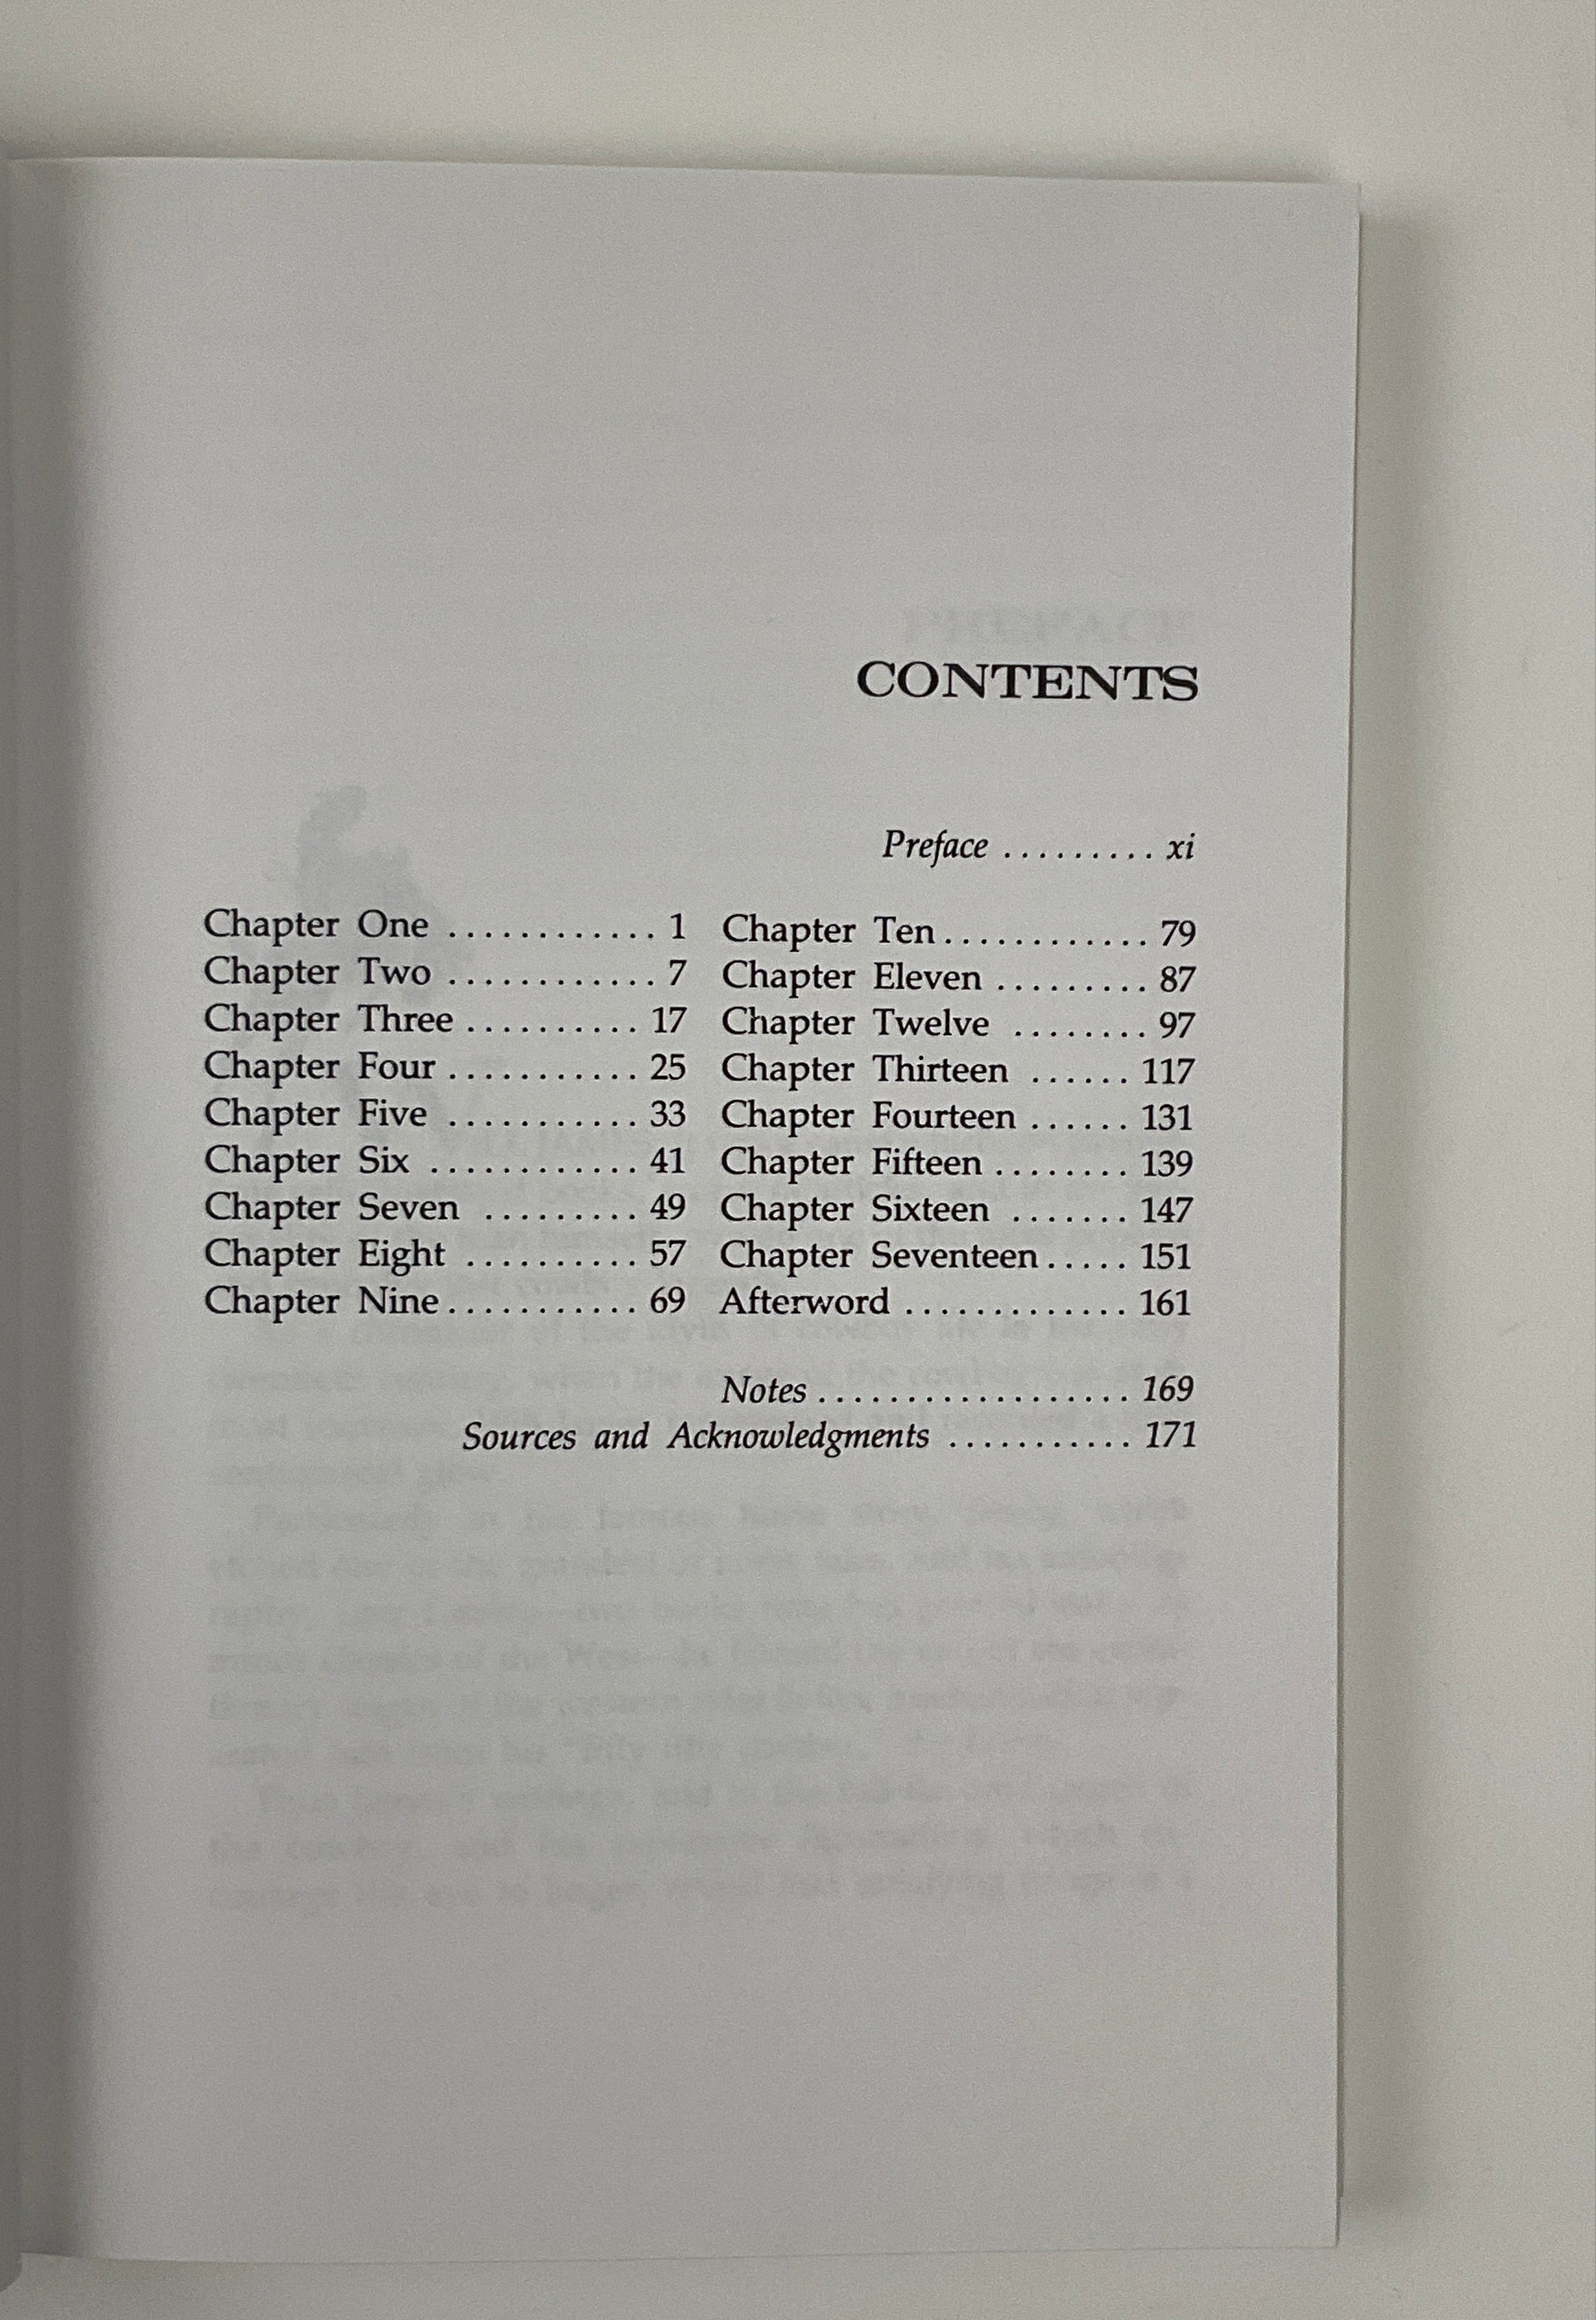 CONTENTS
Preface ......... xi
Chapter One ............ 1
Chapter Two ............ 7
Chapter Three .......... 17
Chapter Four ........... 25
Chapter Five ........... 33
Chapter Six ............ 41
Chapter Seven ......... 49
Chapter Eight .......... 57
Chapter Nine ........... 69
Chapter Ten ............ 79
Chapter Eleven ......... 87
Chapter Twelve ........ 97
Chapter Thirteen ...... 117
Chapter Fourteen ...... 131
Chapter Fifteen ........ 139
Chapter Sixteen ....... 147
Chapter Seventeen ..... 151
Afterword ............. 161
Notes .................. 169
Sources and Acknowledgments ........... 171